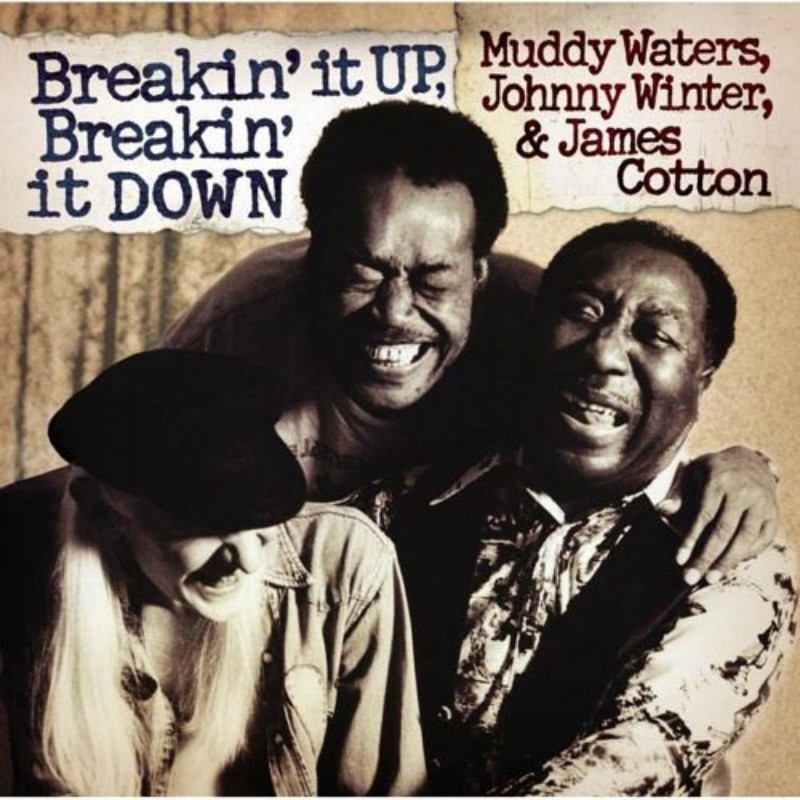 Breakin' it UP,
Breakin'
it DOWN
Muddy Waters,
Johnny Winter,
& James
Cotton